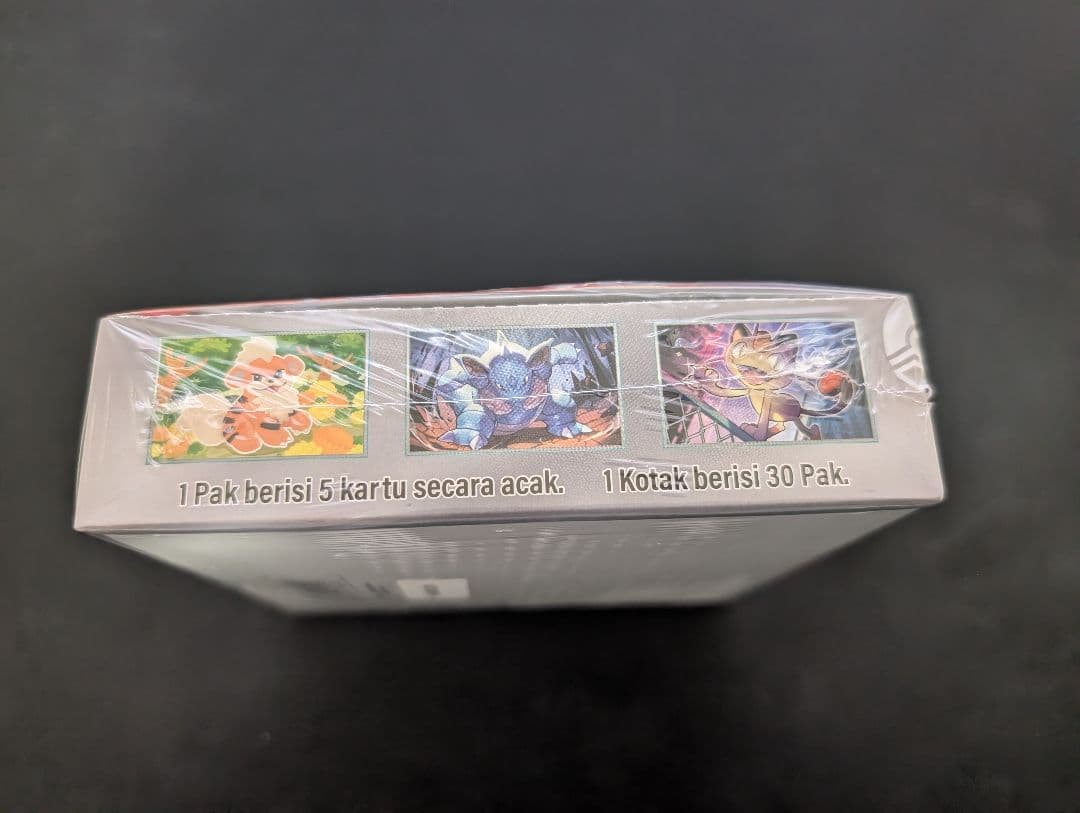 1 Pak berisi 5 kartu secara acak. 1 Kotak berisi 30 Pak.